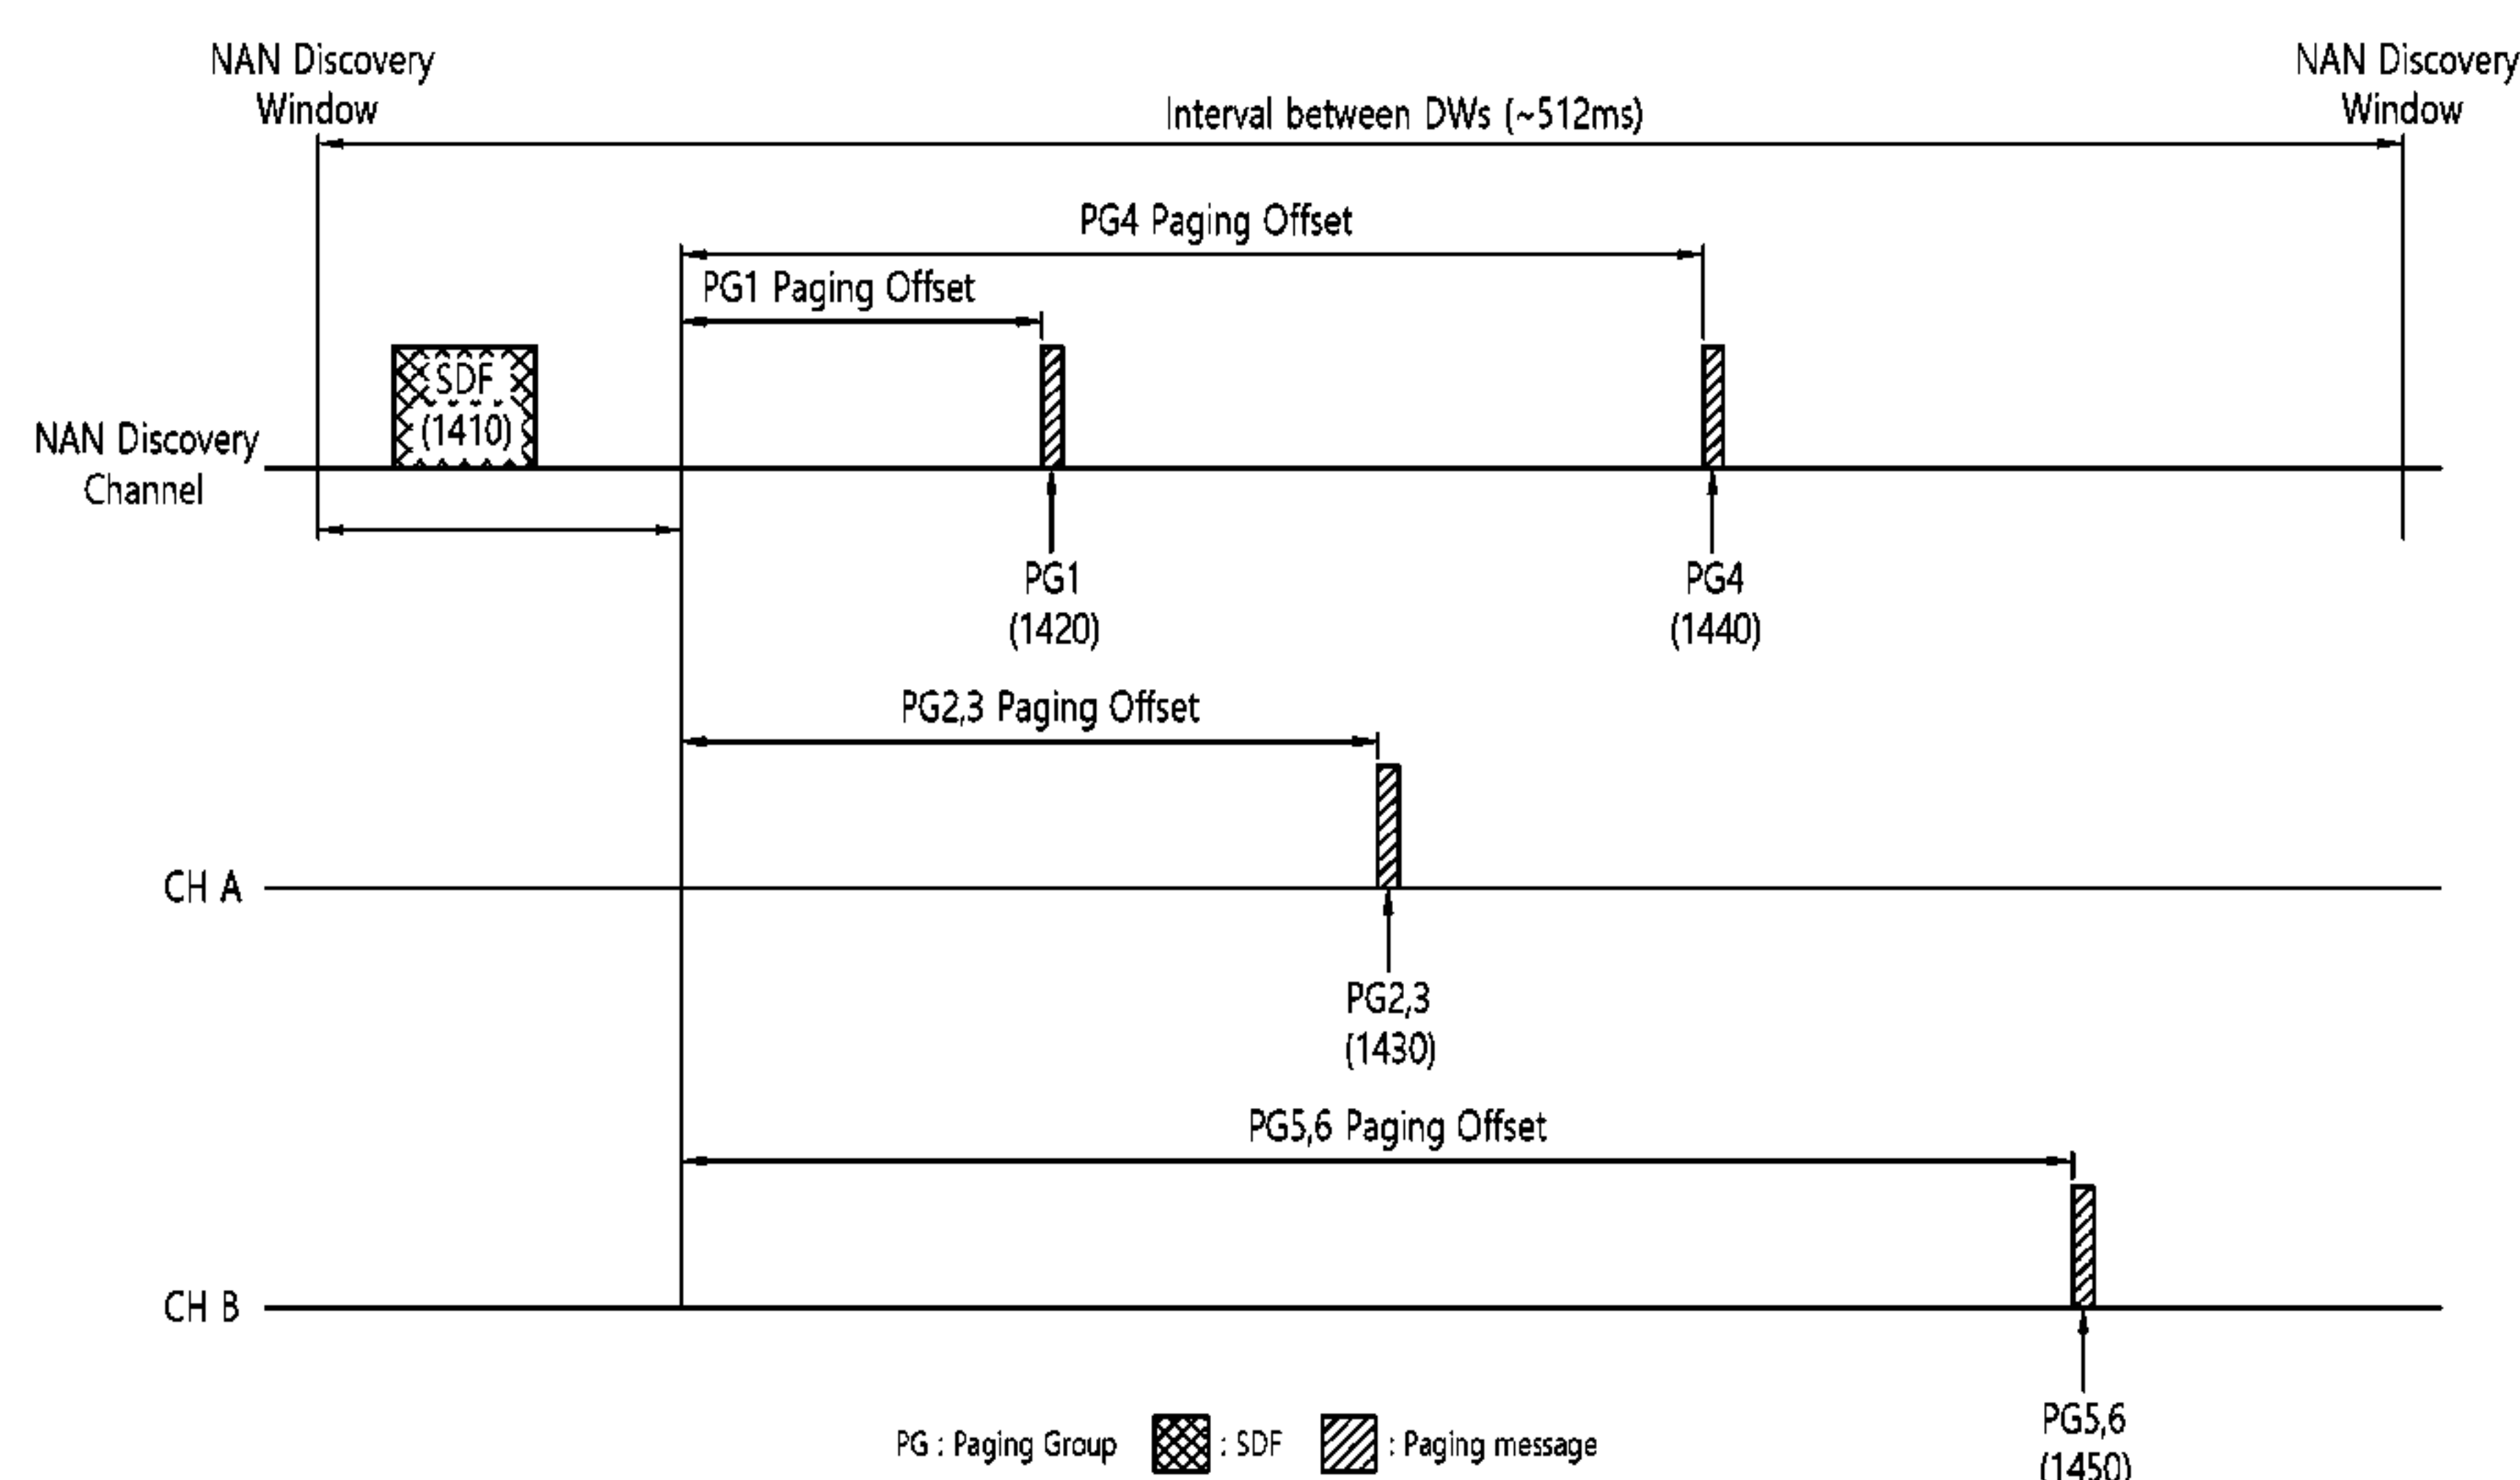 NAN Discovery
Window
NAN Discovery
Window
Interval between DWs (~512ms)
PG4 Paging Offset
PG1 Paging Offset
SDF
(1410)
NAN Discovery
Channel
PG1
(1420)
PG4
(1440)
PG2,3 Paging Offset
CH A
PG2,3
(1430)
PG5,6 Paging Offset
CH B
PG5,6
(1450)
PG : Paging Group : SDF : Paging message